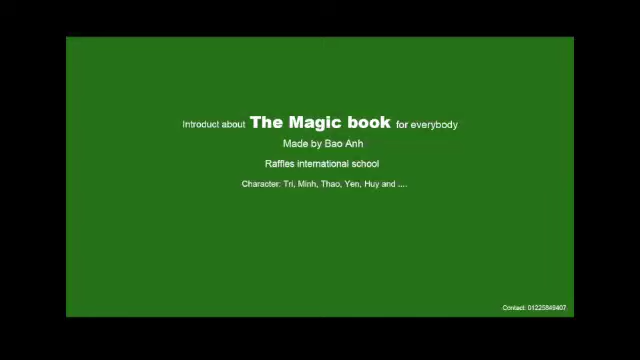 Introduct about The Magic book for everybody
Made by Bao Anh
Raffles international school
Character: Tri, Minh, Thao, Yen, Huy and ....
Contact: 01225849407